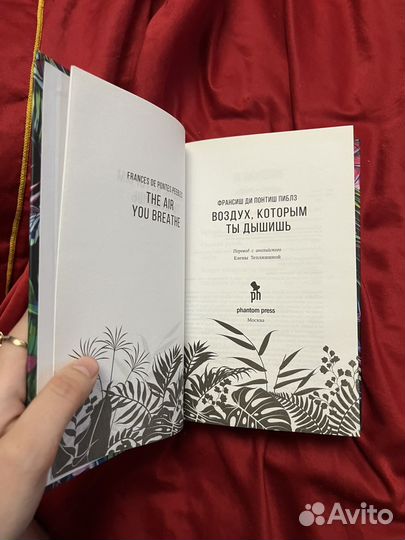 FRANCES DE PONTES PEEBLES
THE AIR
YOU BREATHE
ФРАНСИШ ДИ ПОНТИШ ПИБЛЗ
ВОЗДУХ, КОТОРЫМ
ТЫ ДЫШИШЬ
Перевод с английского
Елены Тепляшиной
ph
phantom press
Москва
Avito